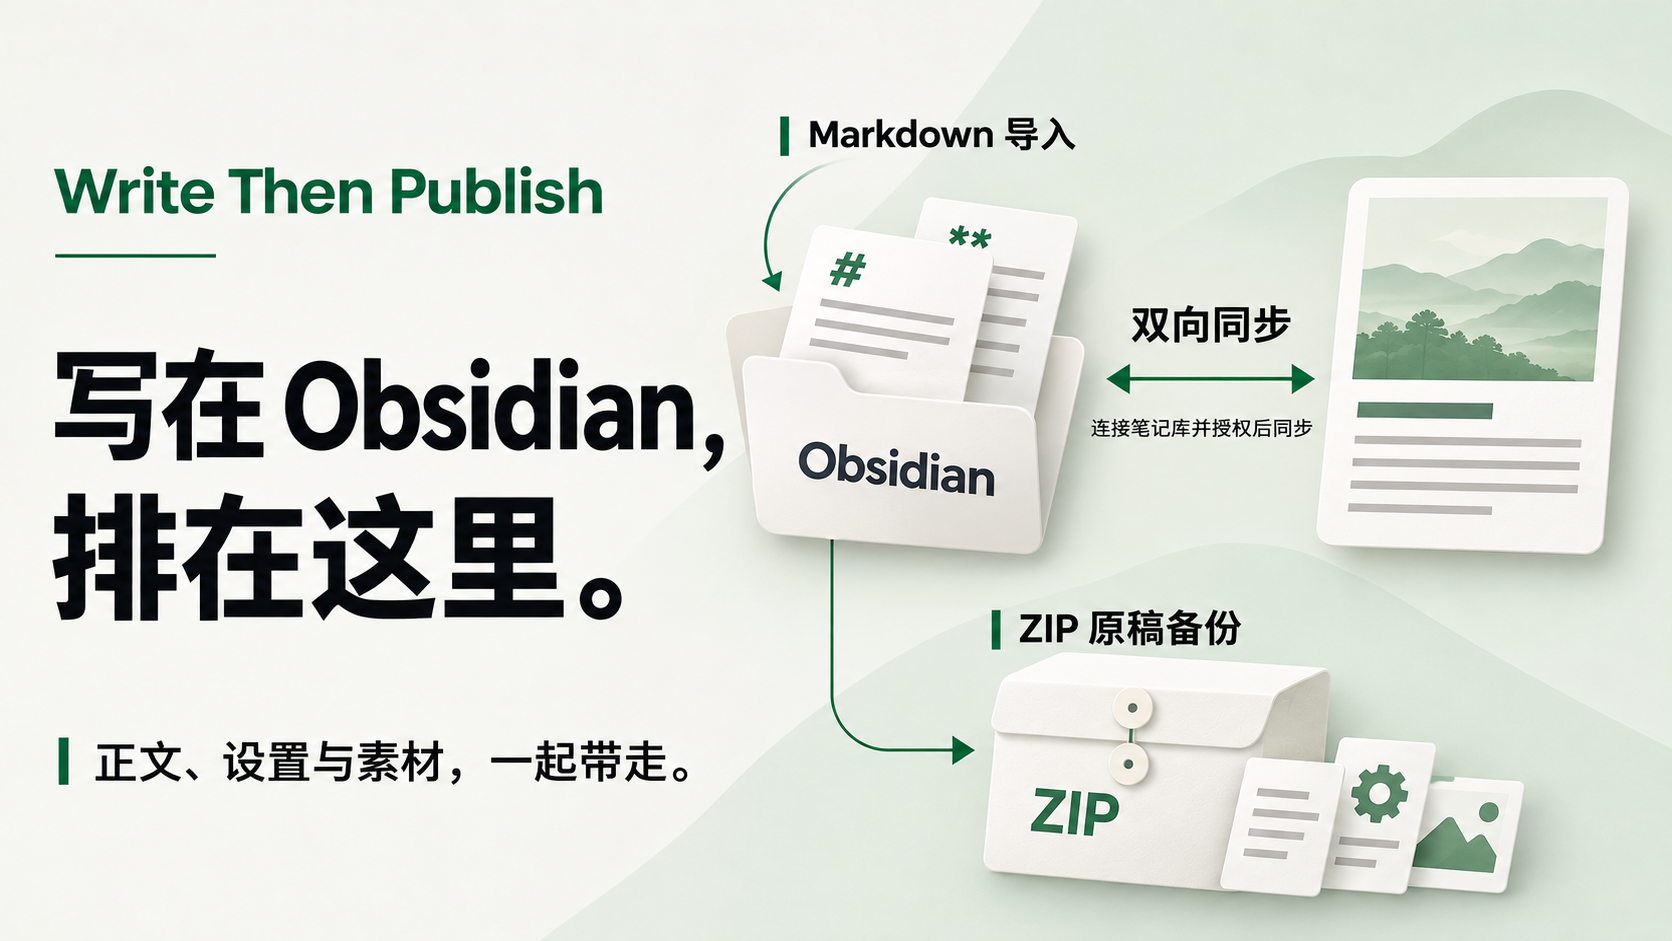 Write Then Publish
写在 Obsidian,
排在这里。
正文、设置与素材，一起带走。
Markdown 导入
#
**
Obsidian
双向同步
连接笔记库并授权后同步
ZIP 原稿备份
ZIP